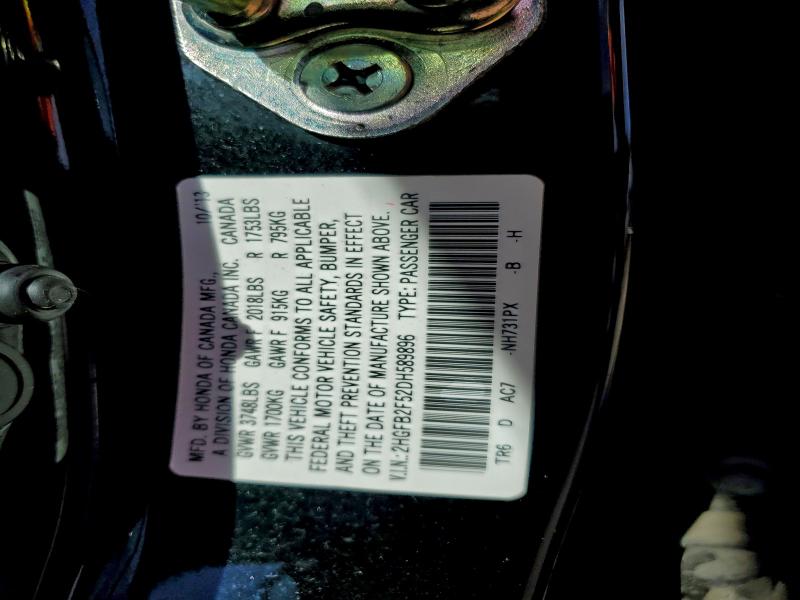 MFD. BY HONDA OF CANADA MFG., 10/13
A DIVISION OF HONDA CANADA INC. CANADA
GVWR 3748LBS GAWR F 2018LBS R 1753LBS
GVWR 1700KG GAWR F 915KG R 795KG
THIS VEHICLE CONFORMS TO ALL APPLICABLE
FEDERAL MOTOR VEHICLE SAFETY, BUMPER,
AND THEFT PREVENTION STANDARDS IN EFFECT
ON THE DATE OF MANUFACTURE SHOWN ABOVE.
V.I.N.: 2HGFB2F52DH589896 TYPE: PASSENGER CAR
TR6 D AC7 -NH731PX -B -H